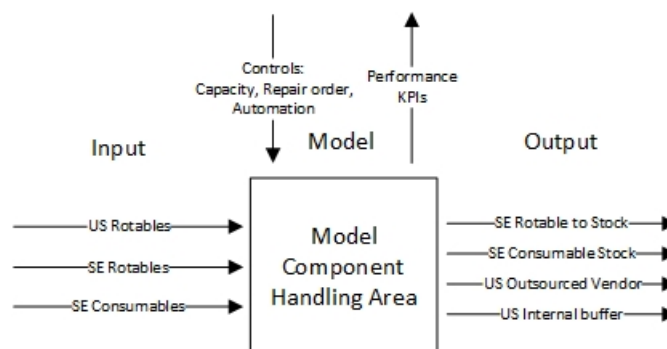 Controls:
Capacity, Repair order,
Automation
Performance
KPIs
Input
Model
Output
US Rotables
SE Rotables
SE Consumables
Model
Component
Handling Area
SE Rotable to Stock
SE Consumable Stock
US Outsourced Vendor
US Internal buffer